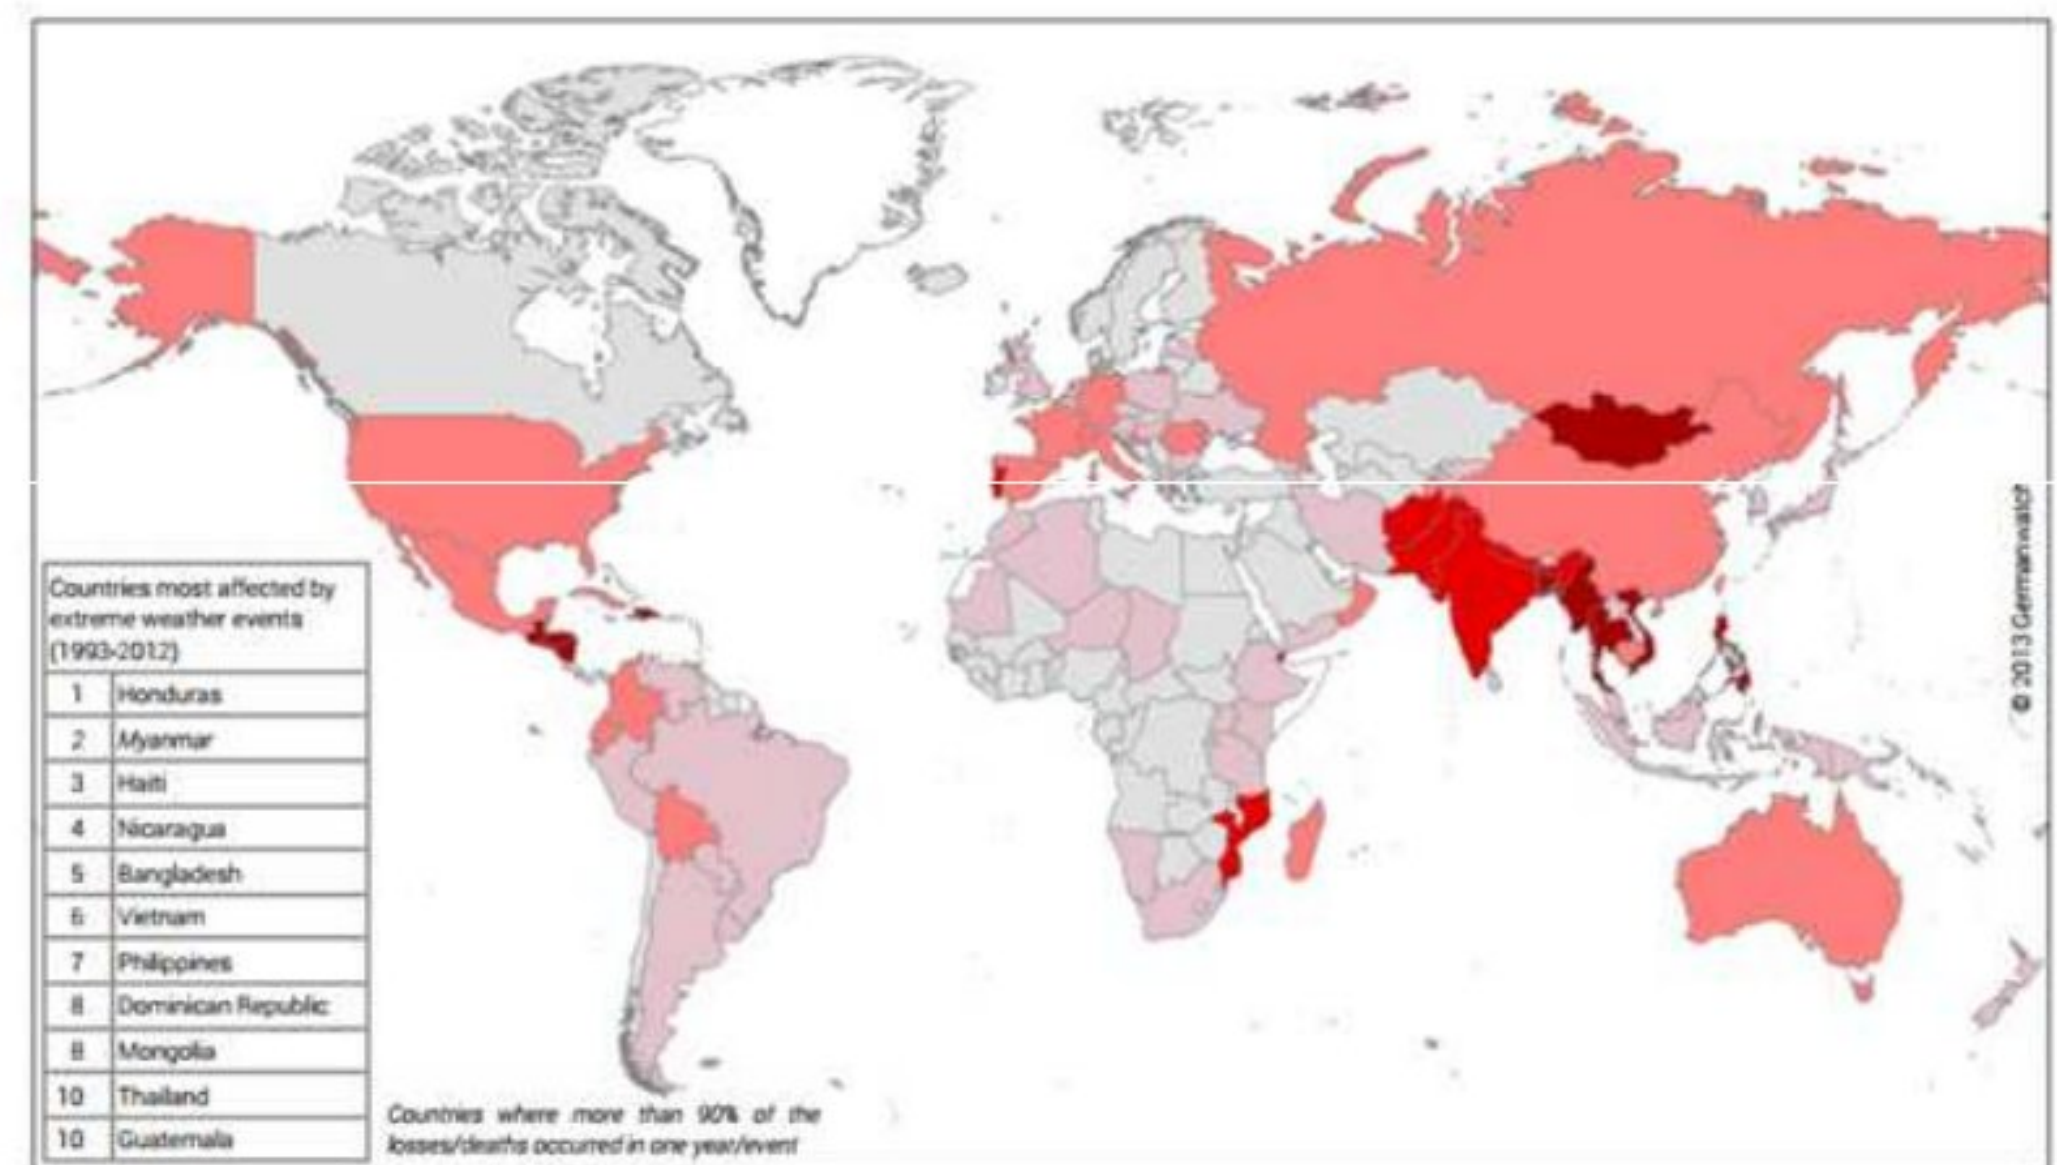 Countries most affected by
extreme weather events
(1993-2012)
1 Honduras
2 Myanmar
3 Haiti
4 Nicaragua
5 Bangladesh
6 Vietnam
7 Philippines
8 Dominican Republic
8 Mongolia
10 Thailand
10 Guatemala
Countries where more than 90% of the
losses/deaths occurred in one year/event
© 2013 Germanwatch